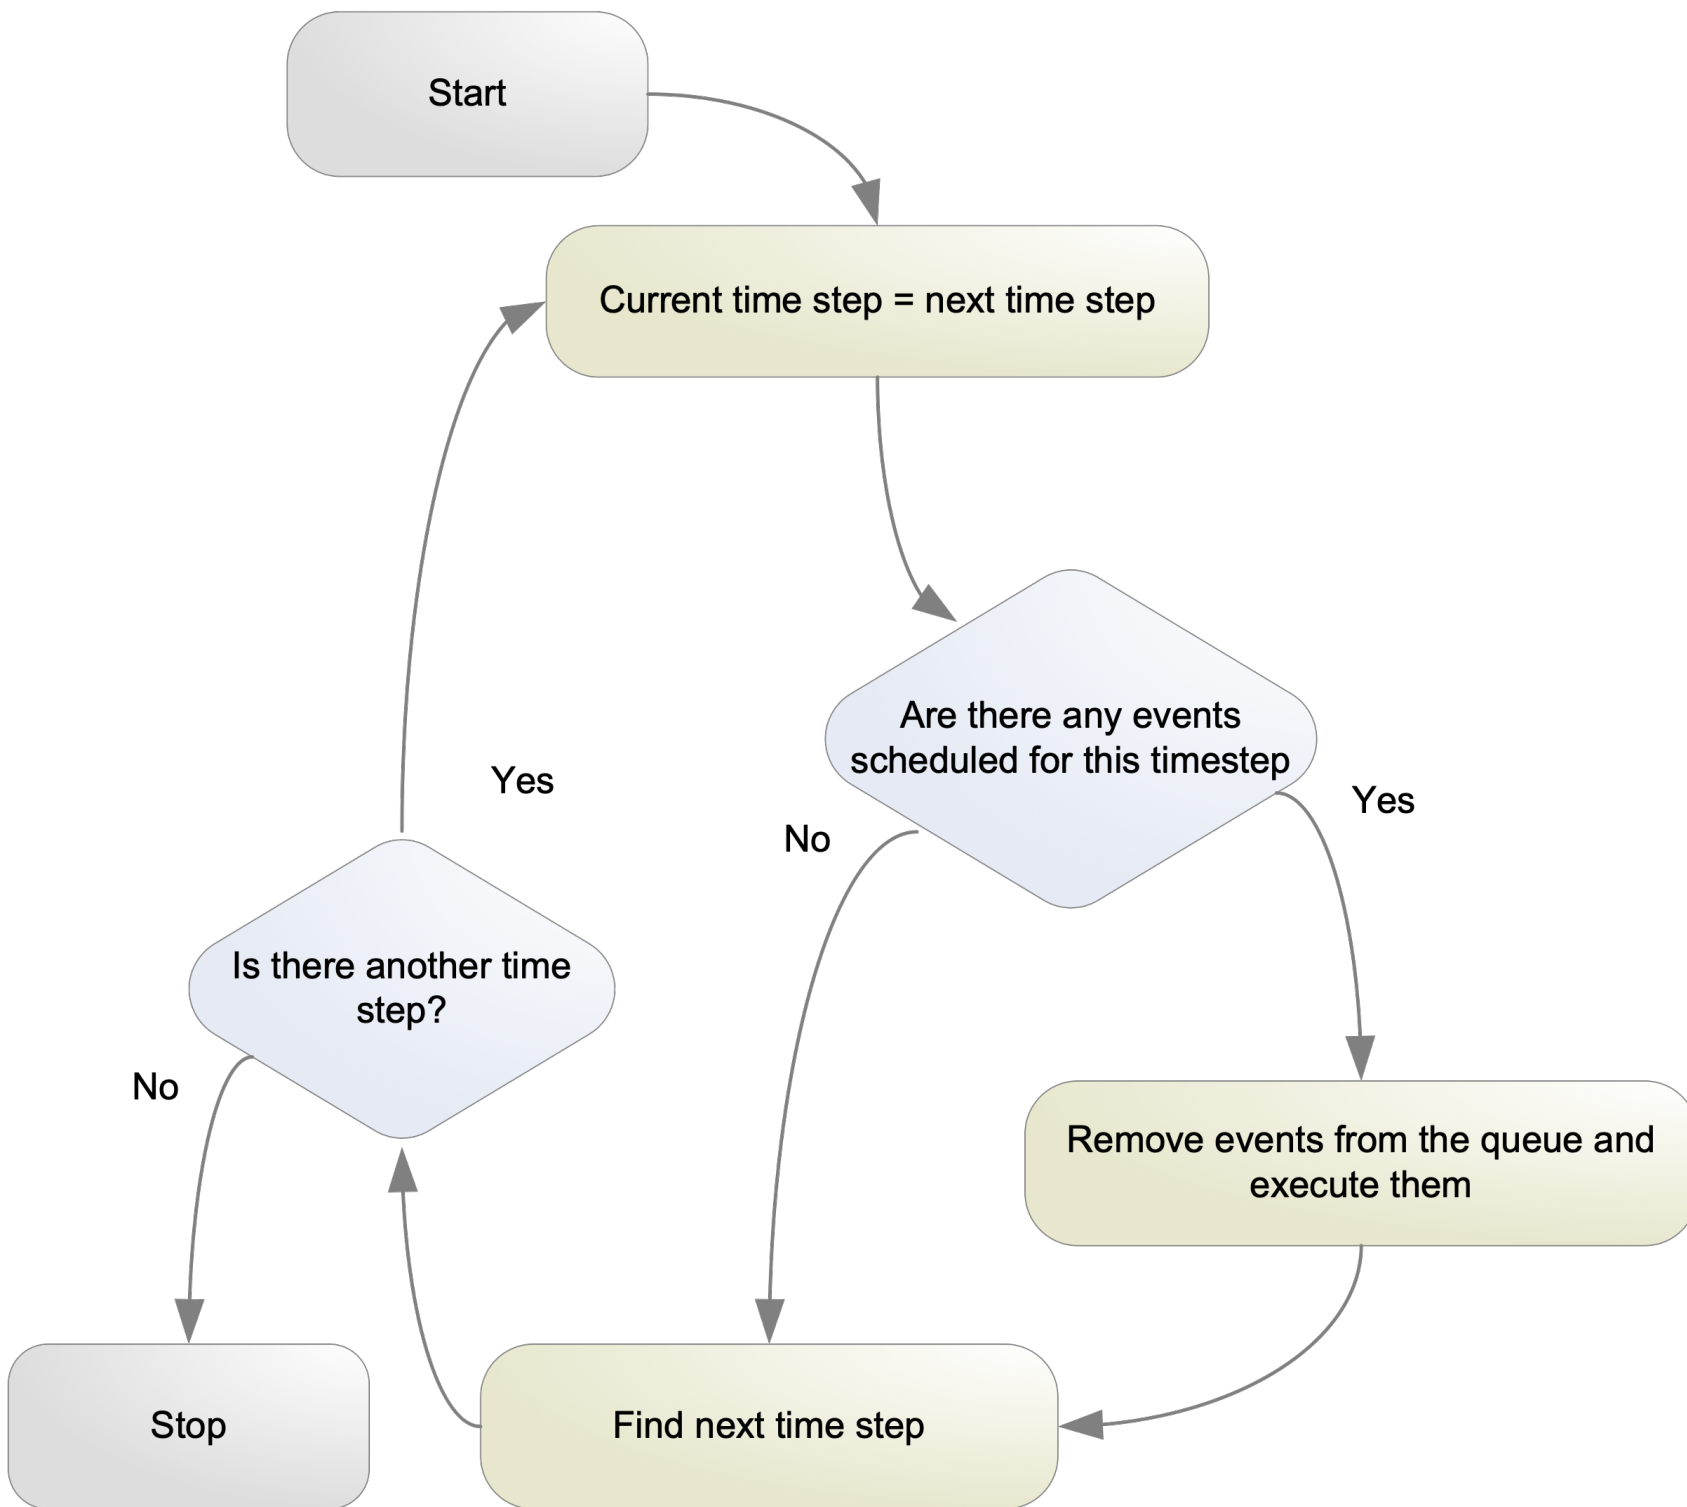 Start
Current time step = next time step
Are there any events
scheduled for this timestep
Yes
Yes
No
Is there another time
step?
No
Remove events from the queue and
execute them
Stop
Find next time step